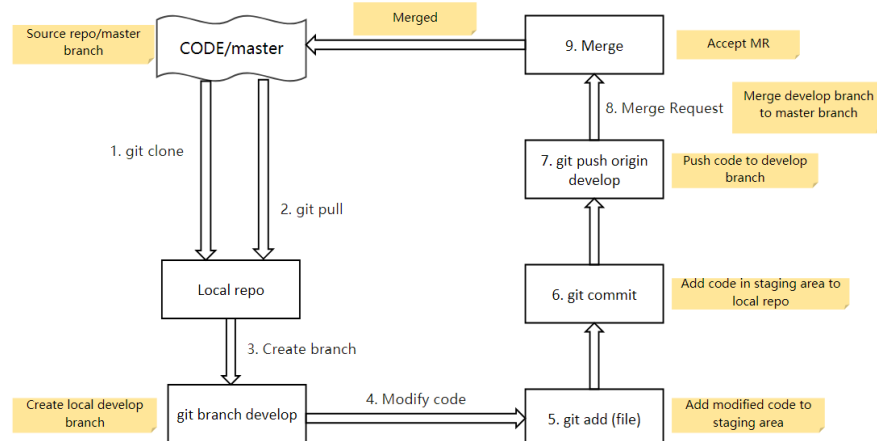 Merged
Source repo/master
branch
CODE/master
9. Merge
Accept MR
8. Merge Request
Merge develop branch
to master branch
1. git clone
7. git push origin
develop
Push code to develop
branch
2. git pull
Local repo
6. git commit
Add code in staging area to
local repo
3. Create branch
Create local develop
branch
git branch develop
4. Modify code
5. git add (file)
Add modified code to
staging area